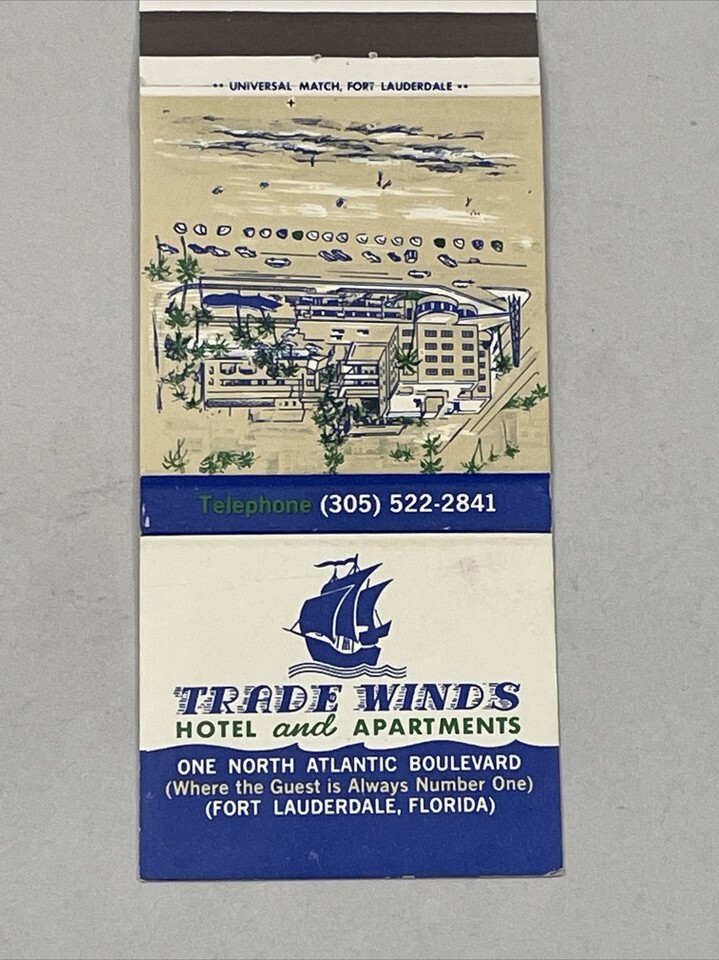 •• UNIVERSAL MATCH, FORT LAUDERDALE ••
Telephone (305) 522-2841
TRADE WINDS
HOTEL and APARTMENTS
ONE NORTH ATLANTIC BOULEVARD
(Where the Guest is Always Number One)
(FORT LAUDERDALE, FLORIDA)